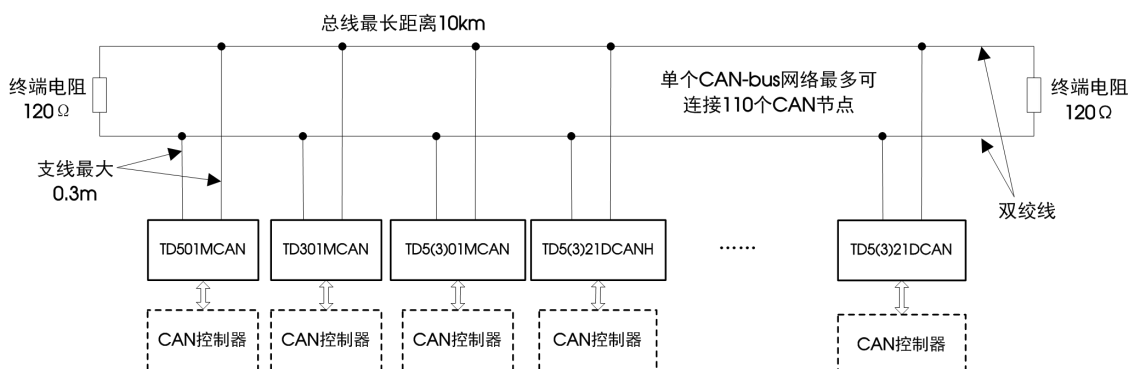 总线最长距离10km
终端电阻
120Ω
单个CAN-bus网络最多可
连接110个CAN节点
终端电阻
120Ω
支线最大
0.3m
双绞线
TD501MCAN
TD301MCAN
TD5(3)01MCAN
TD5(3)21DCANH
……
TD5(3)21DCAN
CAN控制器
CAN控制器
CAN控制器
CAN控制器
CAN控制器